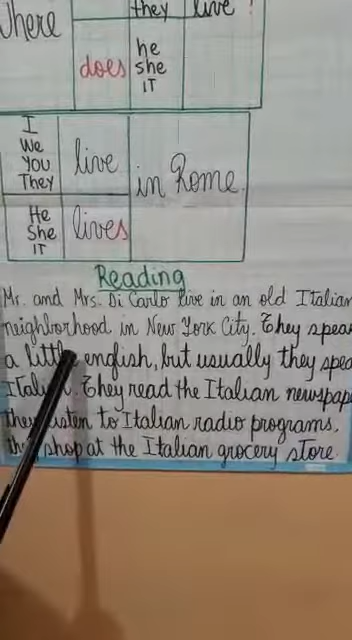 Where they live ?
does he
she
IT
I
We
You
They live in Rome.
He
She
IT lives
Reading
Mr. and Mrs. Di Carlo live in an old Italian
neighborhood in New York City. They
a little english, but usually they
Italian. They read the Italian
they listen to Italian radio programs,
they shop at the Italian grocery store.